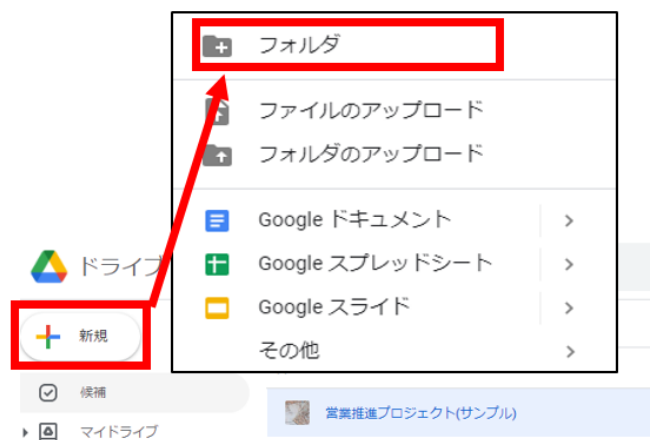 フォルダ
ファイルのアップロード
フォルダのアップロード
Google ドキュメント
Google スプレッドシート
Google スライド
その他
ドライブ
新規
候補
マイドライブ
営業推進プロジェクト(サンプル)